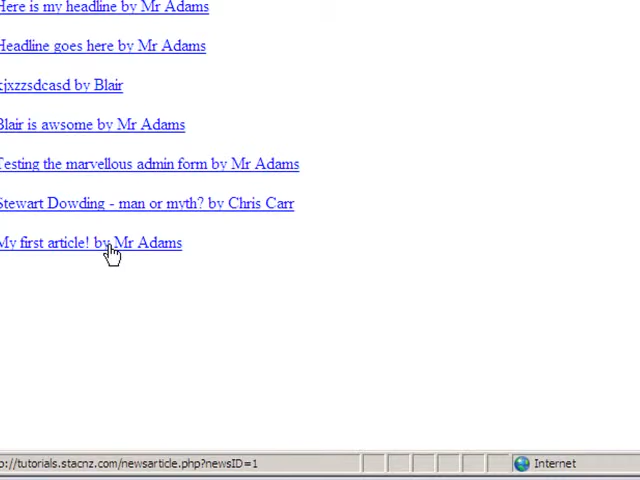 Here is my headline by Mr Adams
Headline goes here by Mr Adams
kjxzzsdcasd by Blair
Blair is awsome by Mr Adams
Testing the marvellous admin form by Mr Adams
Stewart Dowding - man or myth? by Chris Carr
My first article! by Mr Adams
p://tutorials.stacnz.com/newsarticle.php?newsID=1 Internet